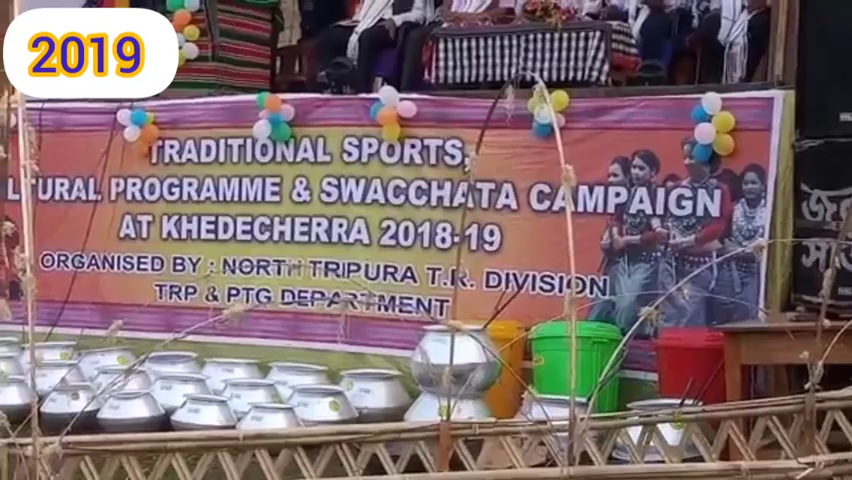 2019
TRADITIONAL SPORTS,
LTURAL PROGRAMME & SWACCHATA CAMPAIGN
AT KHEDECHERRA 2018-19
ORGANISED BY : NORTH TRIPURA T.R. DIVISION
TRP & PTG DEPARTMENT